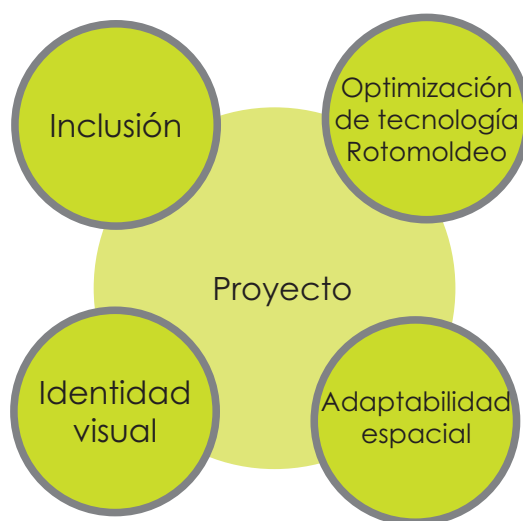 Inclusión
Optimización
de tecnología
Rotomoldeo
Proyecto
Identidad
visual
Adaptabilidad
espacial